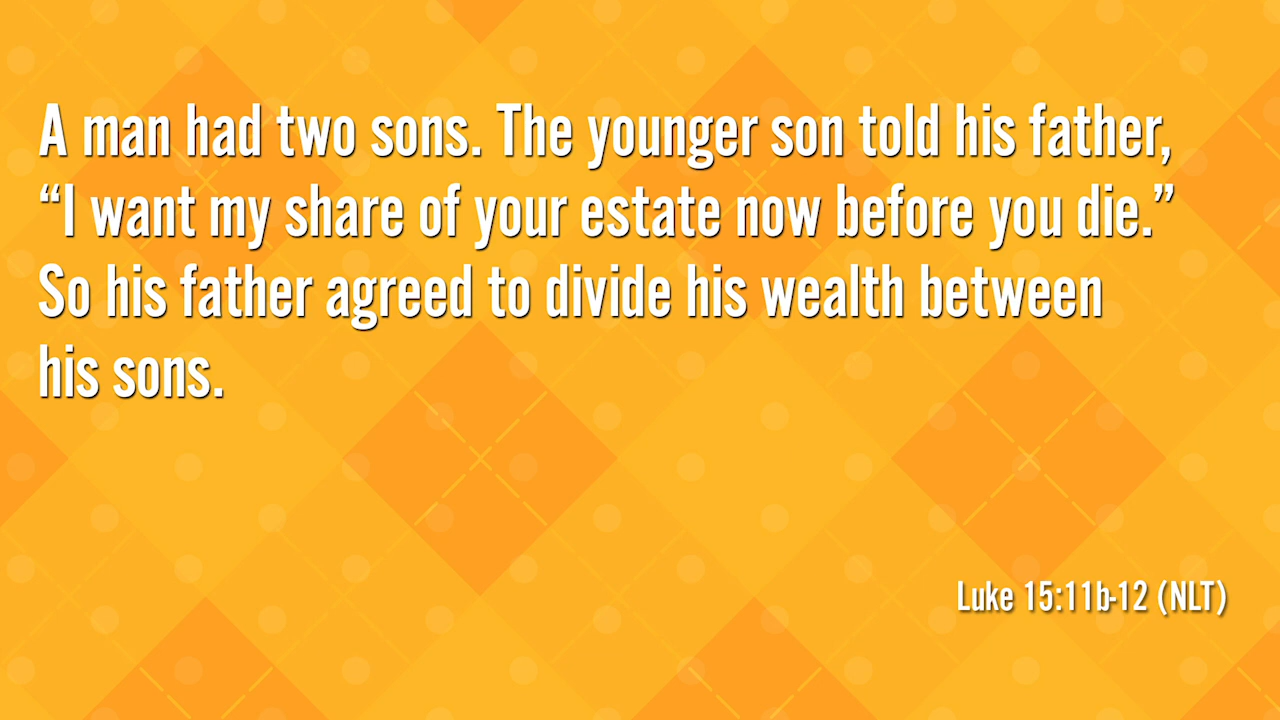 A man had two sons. The younger son told his father,
“I want my share of your estate now before you die.”
So his father agreed to divide his wealth between
his sons.
Luke 15:11b-12 (NLT)